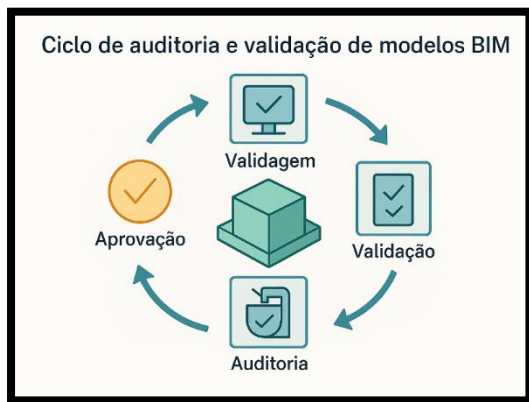 Ciclo de auditoria e validação de modelos BIM
Validagem
Validação
Auditoria
Aprovação